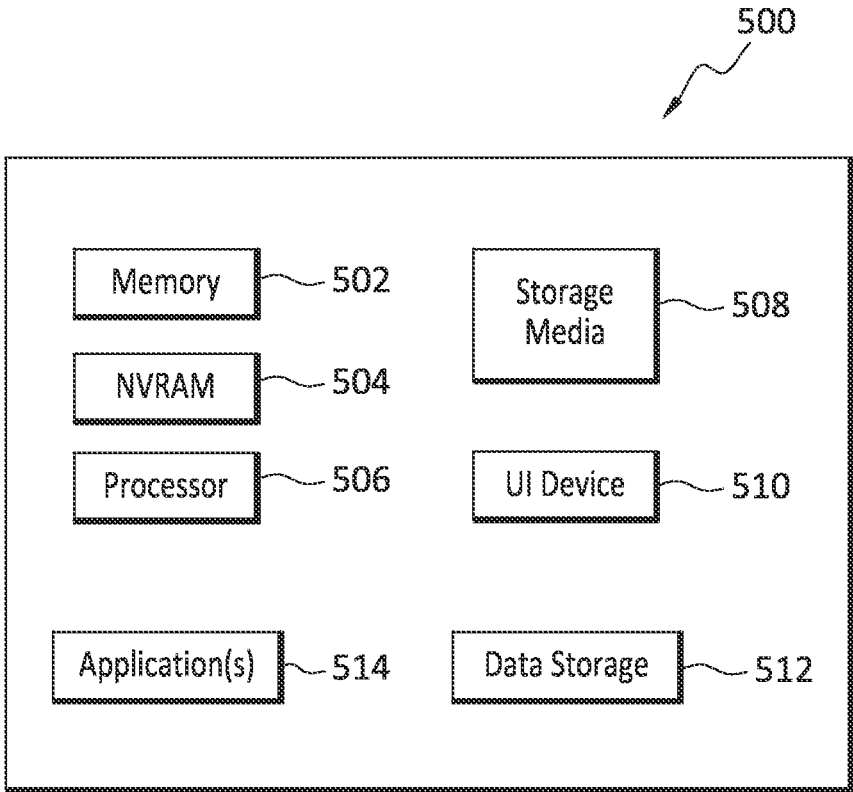 500
Memory 502
Storage
Media 508
NVRAM 504
Processor 506
UI Device 510
Application(s) 514
Data Storage 512